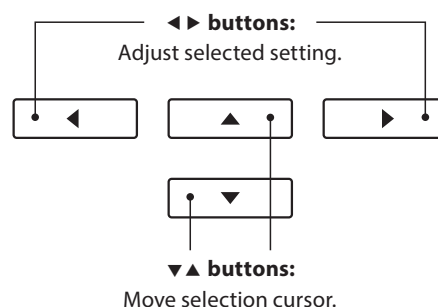 ◀ ▶ buttons:
Adjust selected setting.
◀
▲
▶
▼
▼▲ buttons:
Move selection cursor.